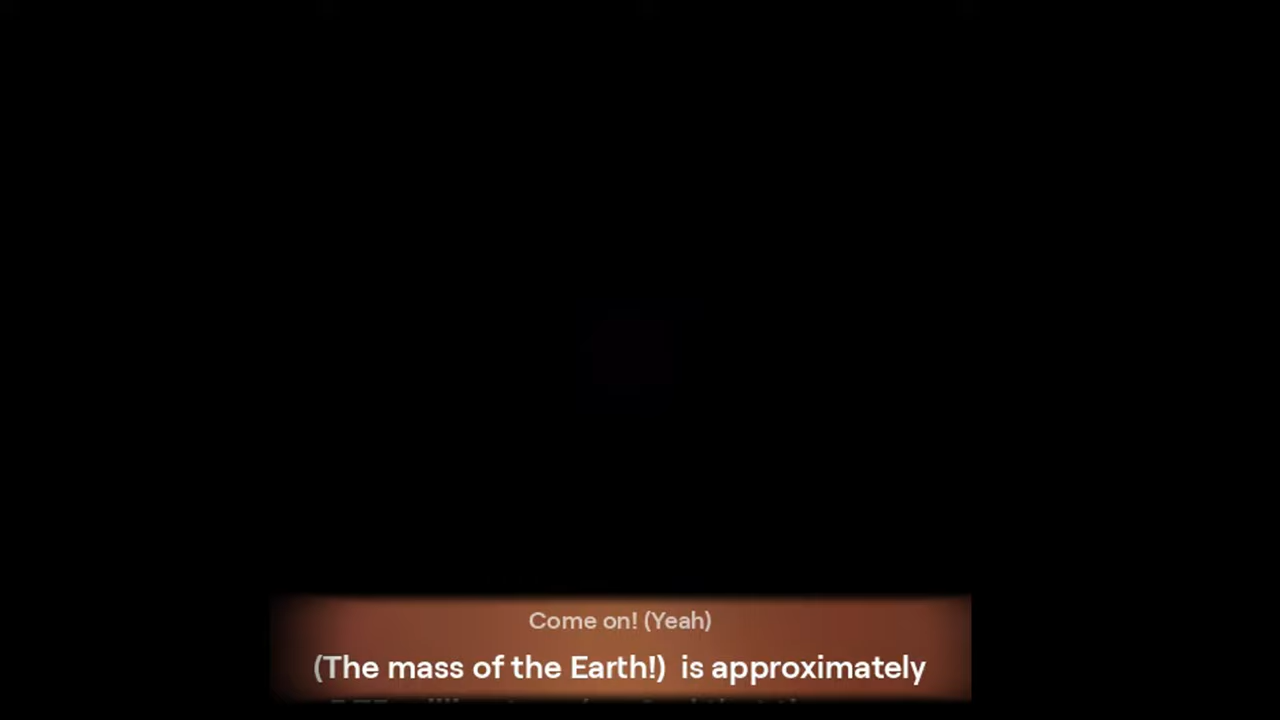 Come on! (Yeah)
(The mass of the Earth!) is approximately